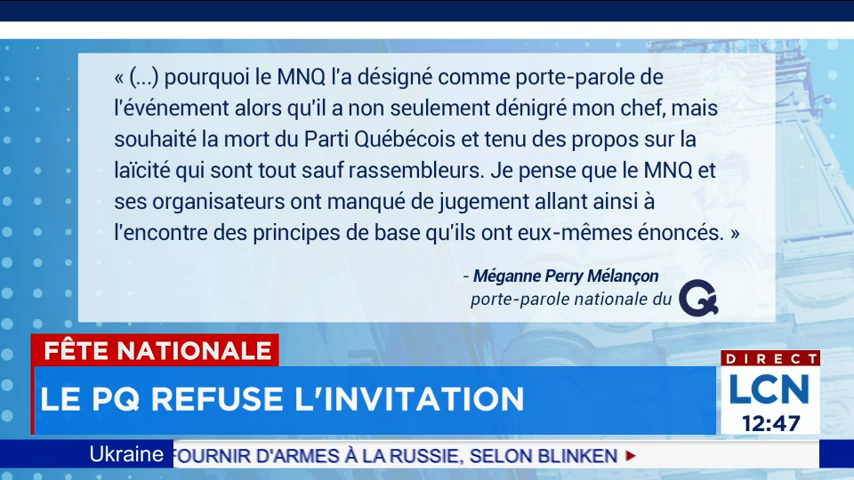 « (...) pourquoi le MNQ l'a désigné comme porte-parole de
l'événement alors qu'il a non seulement dénigré mon chef, mais
souhaité la mort du Parti Québécois et tenu des propos sur la
laïcité qui sont tout sauf rassembleurs. Je pense que le MNQ et
ses organisateurs ont manqué de jugement allant ainsi à
l'encontre des principes de base qu'ils ont eux-mêmes énoncés. »
- Méganne Perry Mélançon
porte-parole nationale du Q
FÊTE NATIONALE
LE PQ REFUSE L'INVITATION
DIRECT
LCN
12:47
Ukraine FOURNIR D'ARMES À LA RUSSIE, SELON BLINKEN